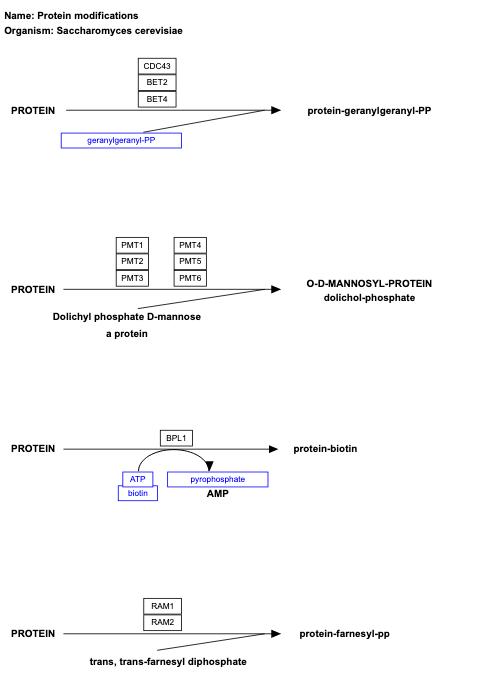 Name: Protein modifications
Organism: Saccharomyces cerevisiae
CDC43
BET2
BET4
PROTEIN
protein-geranylgeranyl-PP
geranylgeranyl-PP
PMT1
PMT4
PMT2
PMT5
PMT3
PMT6
PROTEIN
O-D-MANNOSYL-PROTEIN
dolichol-phosphate
Dolichyl phosphate D-mannose
a protein
BPL1
PROTEIN
protein-biotin
ATP
pyrophosphate
biotin
AMP
RAM1
RAM2
PROTEIN
protein-farnesyl-pp
trans, trans-farnesyl diphosphate